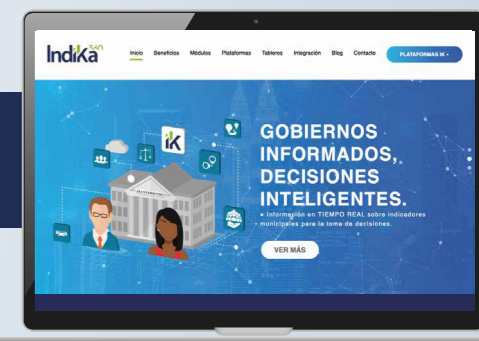 Indika
Inicio Beneficios Módulos Plataformas Tableros Integración Blog Contacto PLATAFORMAS IK
iK
GOBIERNOS
INFORMADOS,
DECISIONES
INTELIGENTES.
• Información en TIEMPO REAL sobre indicadores
municipales para la toma de decisiones.
VER MÁS